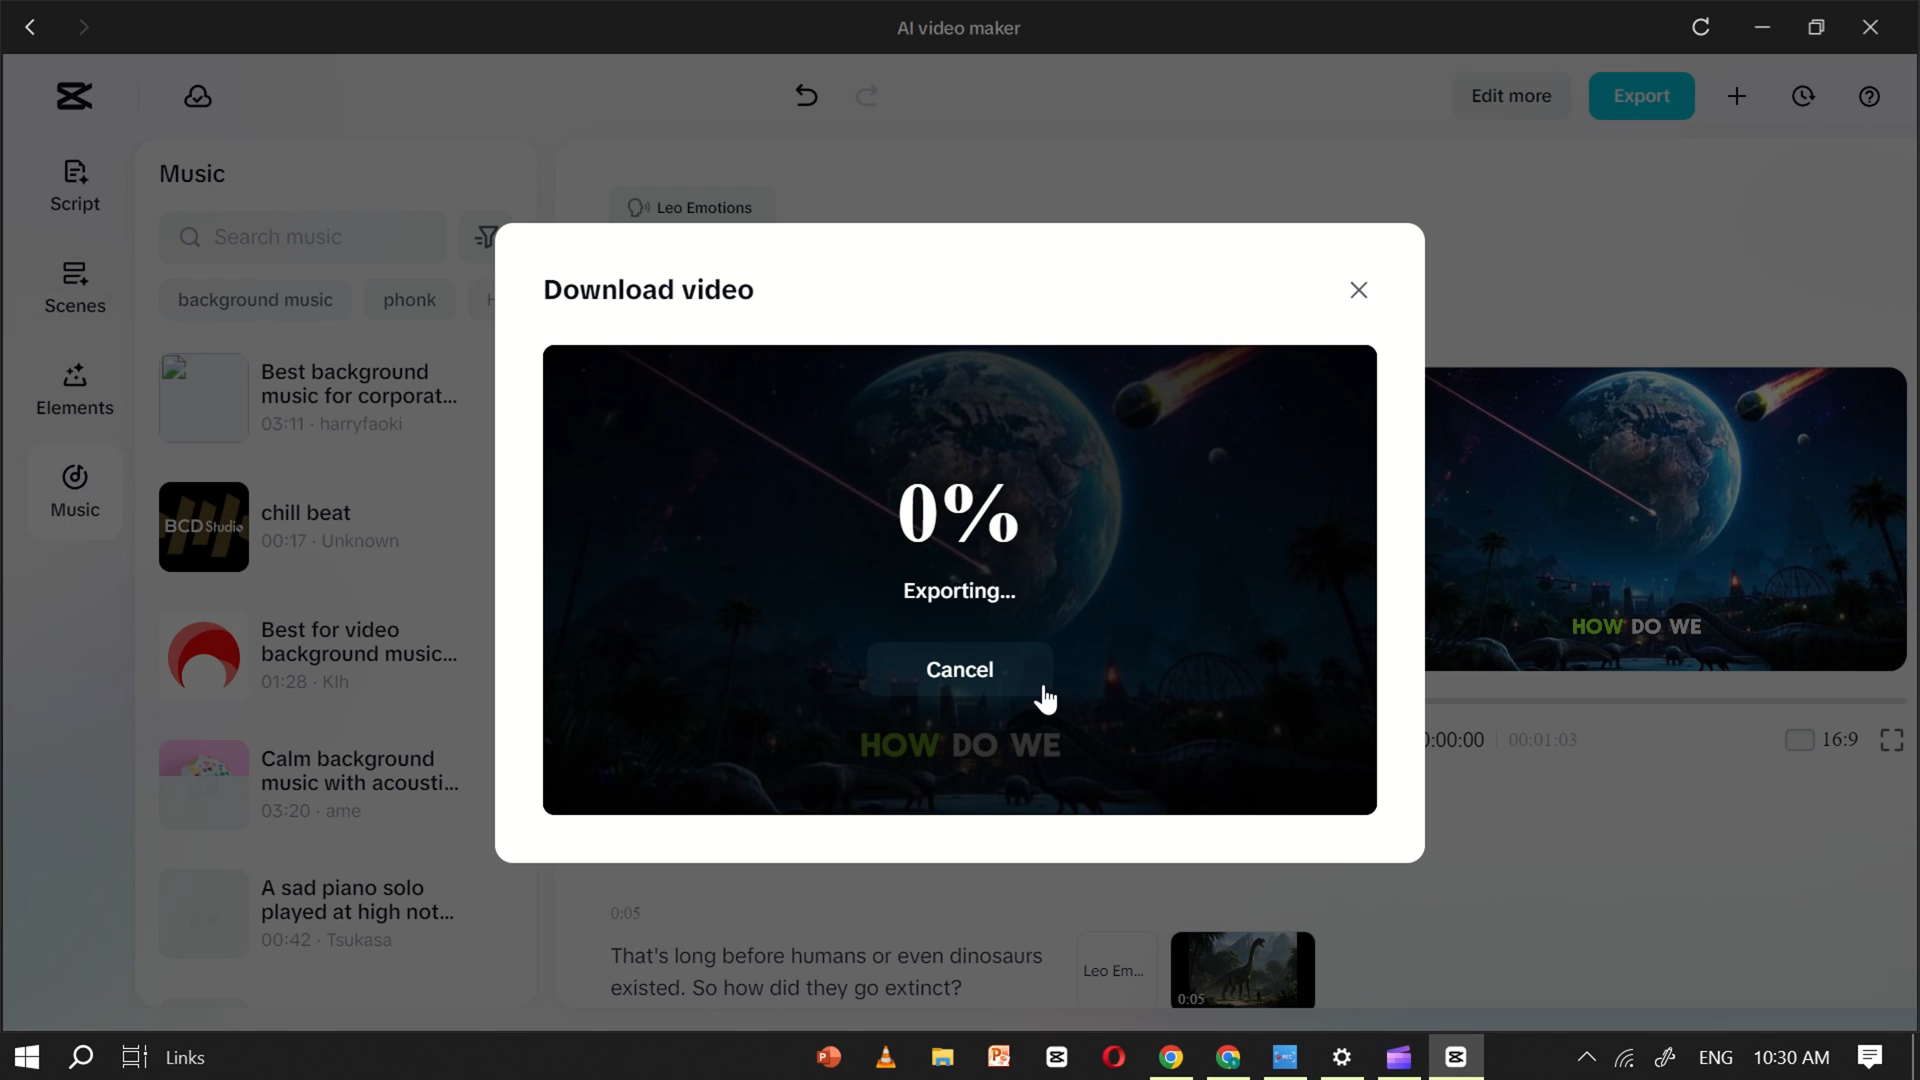 AI video maker
Edit more
Export
Script
Scenes
Elements
Music
Music
Search music
background music
phonk
H
Best background
music for corporat...
03:11 · harryfaoki
BCD Studio
chill beat
00:17 · Unknown
Best for video
background music...
01:28 · Klh
Calm background
music with acousti...
03:20 · ame
A sad piano solo
played at high not...
00:42 · Tsukasa
Leo Emotions
Download video
0%
Exporting...
Cancel
HOW DO WE
HOW DO WE
0:00:00 | 00:01:03
16:9
0:05
That's long before humans or even dinosaurs
existed. So how did they go extinct?
Leo Em...
0:05
Links
ENG
10:30 AM